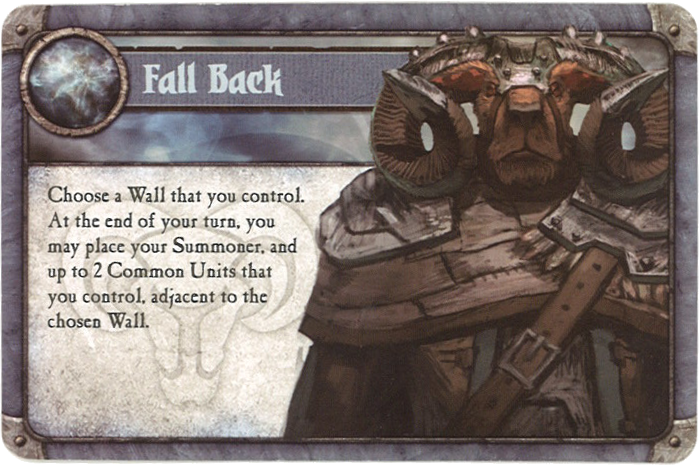 Fall Back
Choose a Wall that you control.
At the end of your turn, you
may place your Summoner, and
up to 2 Common Units that
you control, adjacent to the
chosen Wall.